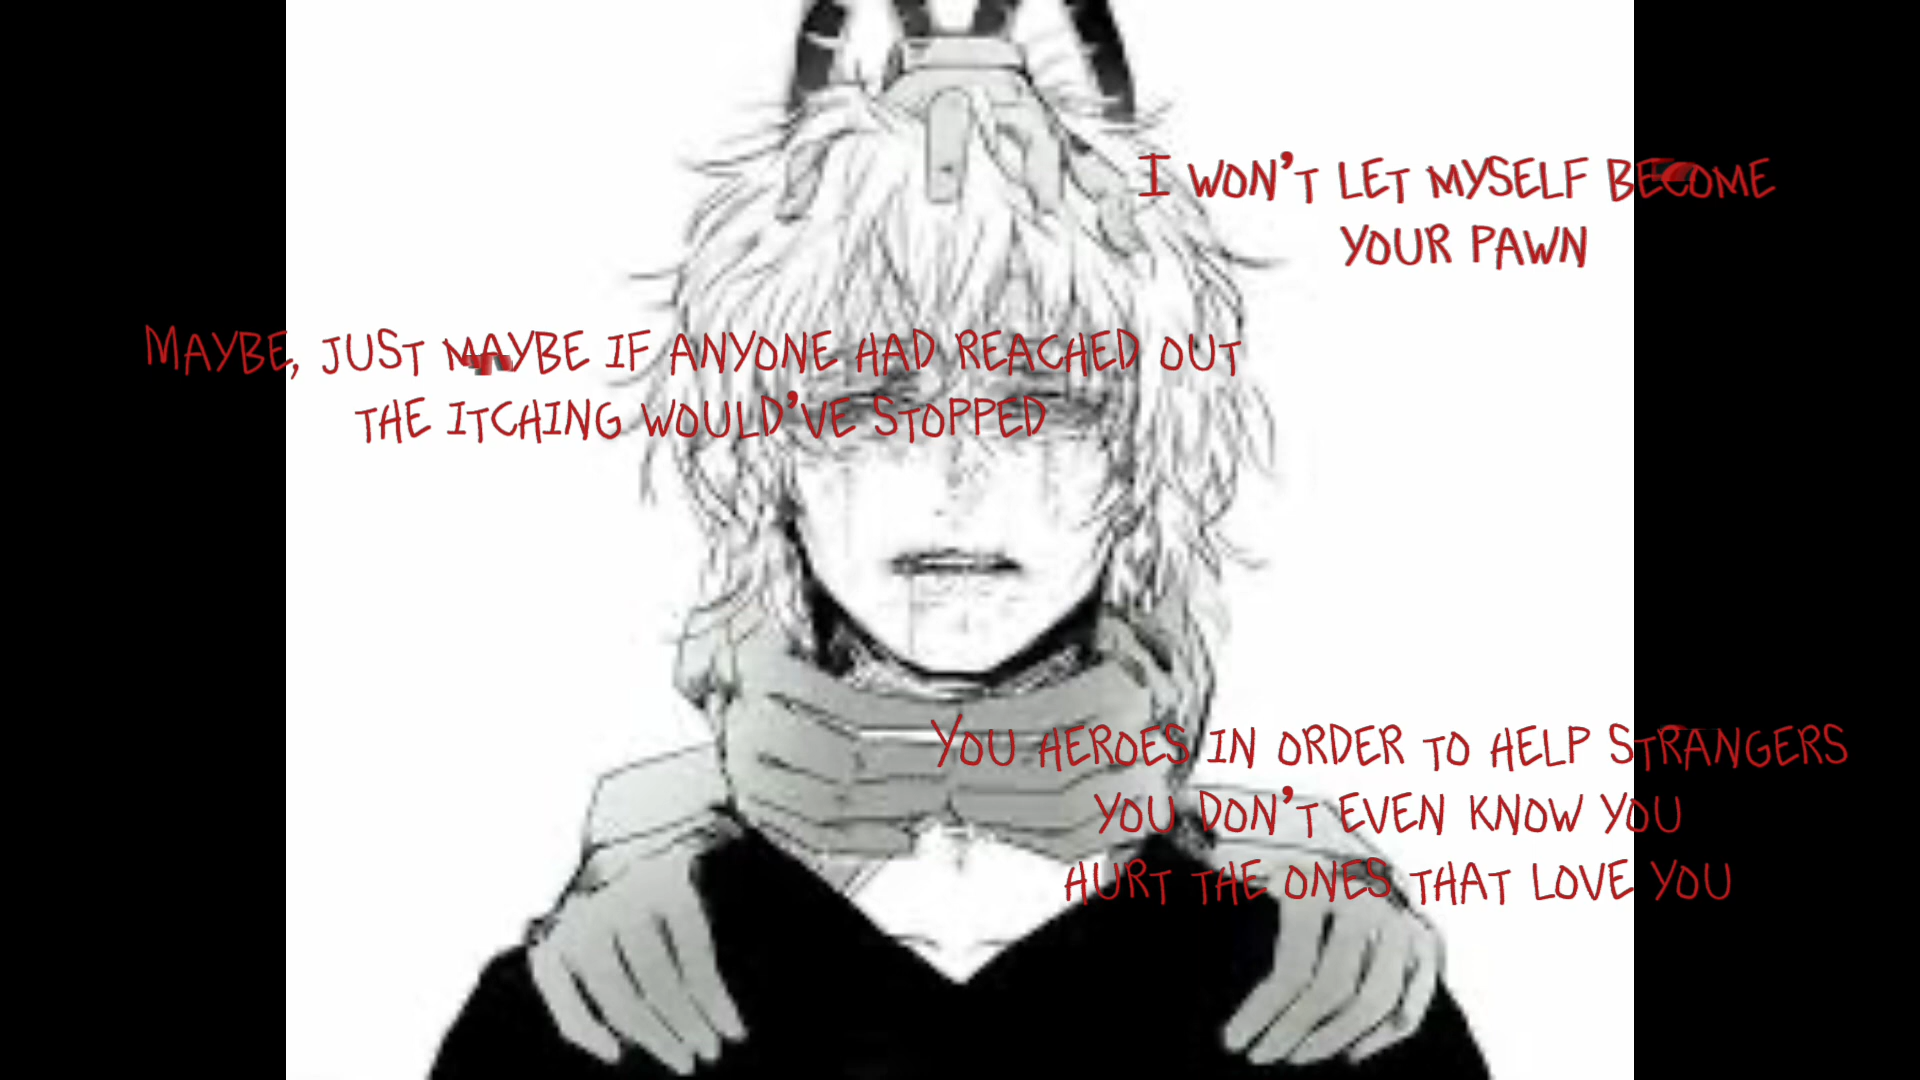 I WON'T LET MYSELF BECOME
YOUR PAWN
MAYBE, JUST MAYBE IF ANYONE HAD REACHED OUT
THE ITCHING WOULD'VE STOPPED
YOU HEROES IN ORDER TO HELP STRANGERS
YOU DON'T EVEN KNOW YOU
HURT THE ONES THAT LOVE YOU